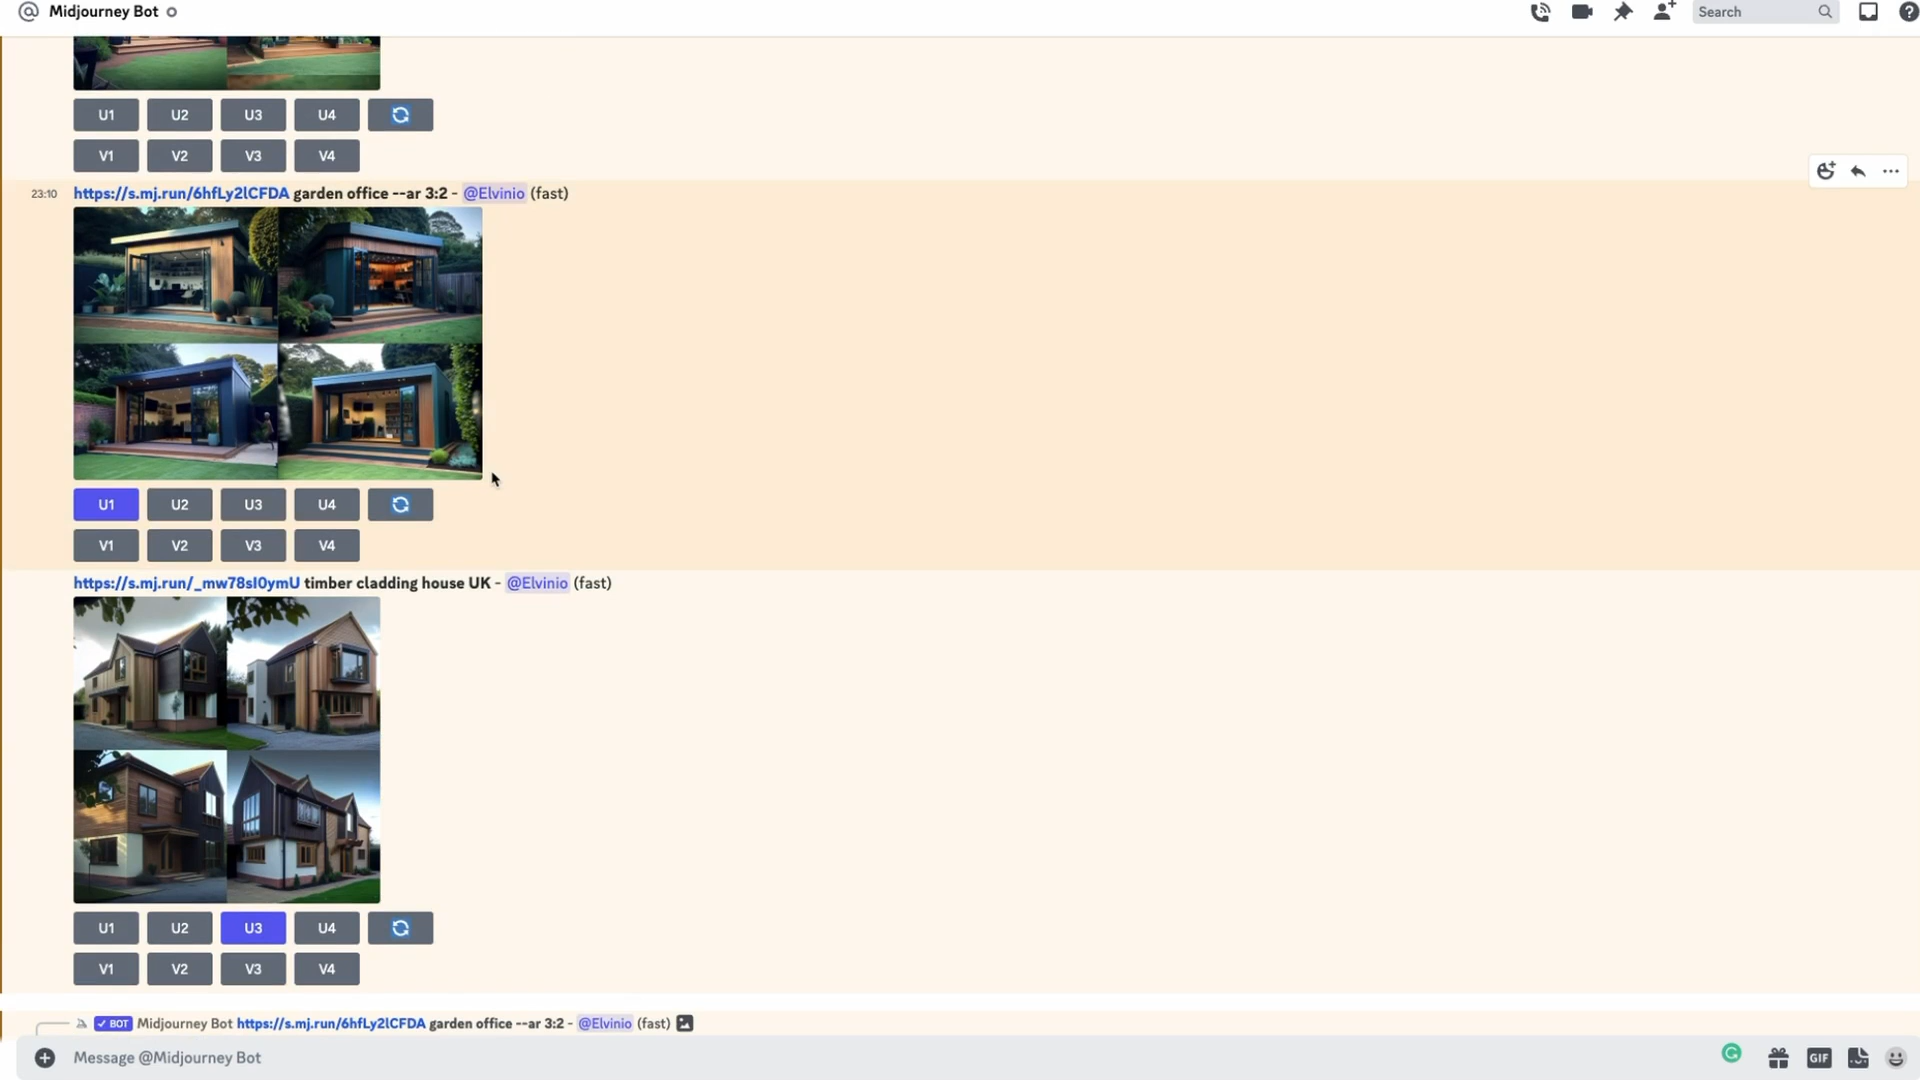 Midjourney Bot
Search
U1 U2 U3 U4
V1 V2 V3 V4
23:10 https://s.mj.run/6hfLy2lCFDA garden office --ar 3:2 - @Elvinio (fast)
U1 U2 U3 U4
V1 V2 V3 V4
https://s.mj.run/_mw78sI0ymU timber cladding house UK - @Elvinio (fast)
U1 U2 U3 U4
V1 V2 V3 V4
✓ BOT Midjourney Bot https://s.mj.run/6hfLy2lCFDA garden office --ar 3:2 - @Elvinio (fast)
Message @Midjourney Bot
GIF